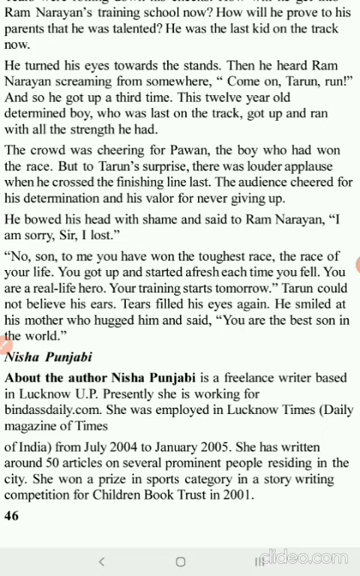 Ram Narayan's training school now? How will he prove to his
parents that he was talented? He was the last kid on the track
now.
He turned his eyes towards the stands. Then he heard Ram
Narayan screaming from somewhere, “ Come on, Tarun, run!”
And so he got up a third time. This twelve year old
determined boy, who was last on the track, got up and ran
with all the strength he had.
The crowd was cheering for Pawan, the boy who had won
the race. But to Tarun's surprise, there was louder applause
when he crossed the finishing line last. The audience cheered for
his determination and his valor for never giving up.
He bowed his head with shame and said to Ram Narayan, “I
am sorry, Sir, I lost.”
“No, son, to me you have won the toughest race, the race of
your life. You got up and started afresh each time you fell. You
are a real-life hero. Your training starts tomorrow.” Tarun could
not believe his ears. Tears filled his eyes again. He smiled at
his mother who hugged him and said, “You are the best son in
the world.”
Nisha Punjabi
About the author Nisha Punjabi is a freelance writer based
in Lucknow U.P. Presently she is working for
bindassdaily.com. She was employed in Lucknow Times (Daily
magazine of Times
of India) from July 2004 to January 2005. She has written
around 50 articles on several prominent people residing in the
city. She won a prize in sports category in a story writing
competition for Children Book Trust in 2001.
46
clideo.com